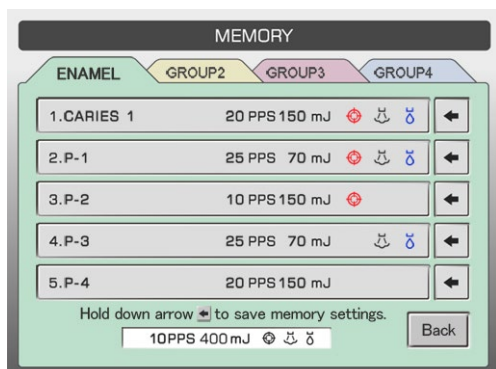 MEMORY
ENAMEL GROUP2 GROUP3 GROUP4
1.CARIES 1 20 PPS 150 mJ
2.P-1 25 PPS 70 mJ
3.P-2 10 PPS 150 mJ
4.P-3 25 PPS 70 mJ
5.P-4 20 PPS 150 mJ
Hold down arrow to save memory settings.
10PPS 400mJ
Back